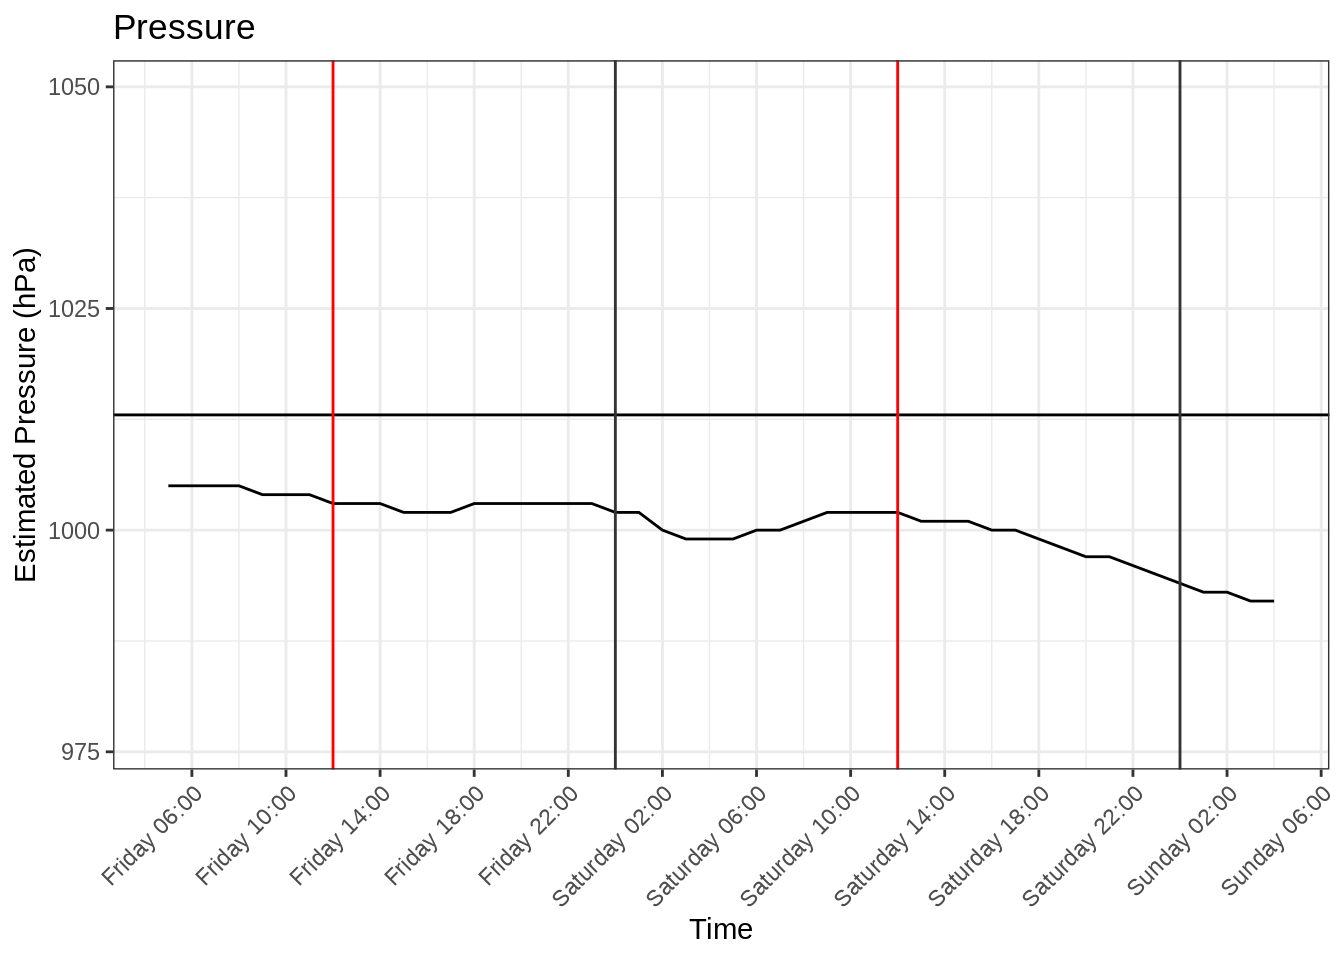 Pressure
Estimated Pressure (hPa)
1050
1025
1000
975
Friday 06:00
Friday 10:00
Friday 14:00
Friday 18:00
Friday 22:00
Saturday 02:00
Saturday 06:00
Saturday 10:00
Saturday 14:00
Saturday 18:00
Saturday 22:00
Sunday 02:00
Sunday 06:00
Time